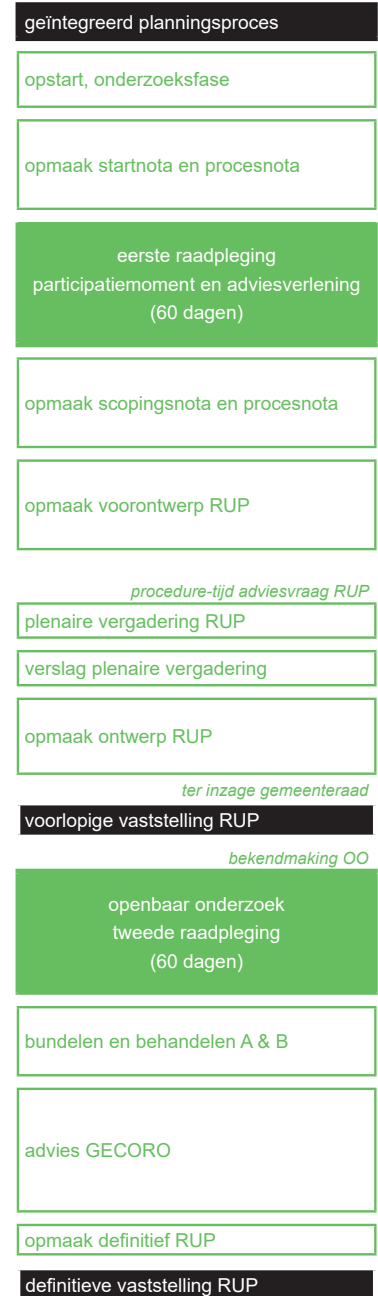 geïntegreerd planningsproces
opstart, onderzoeksfase
opmaak startnota en procesnota
eerste raadpleging
participatiemoment en adviesverlening
(60 dagen)
opmaak scopingsnota en procesnota
opmaak voorontwerp RUP
procedure-tijd adviesvraag RUP
plenaire vergadering RUP
verslag plenaire vergadering
opmaak ontwerp RUP
ter inzage gemeenteraad
voorlopige vaststelling RUP
bekendmaking OO
openbaar onderzoek
tweede raadpleging
(60 dagen)
bundelen en behandelen A & B
advies GECORO
opmaak definitief RUP
definitieve vaststelling RUP